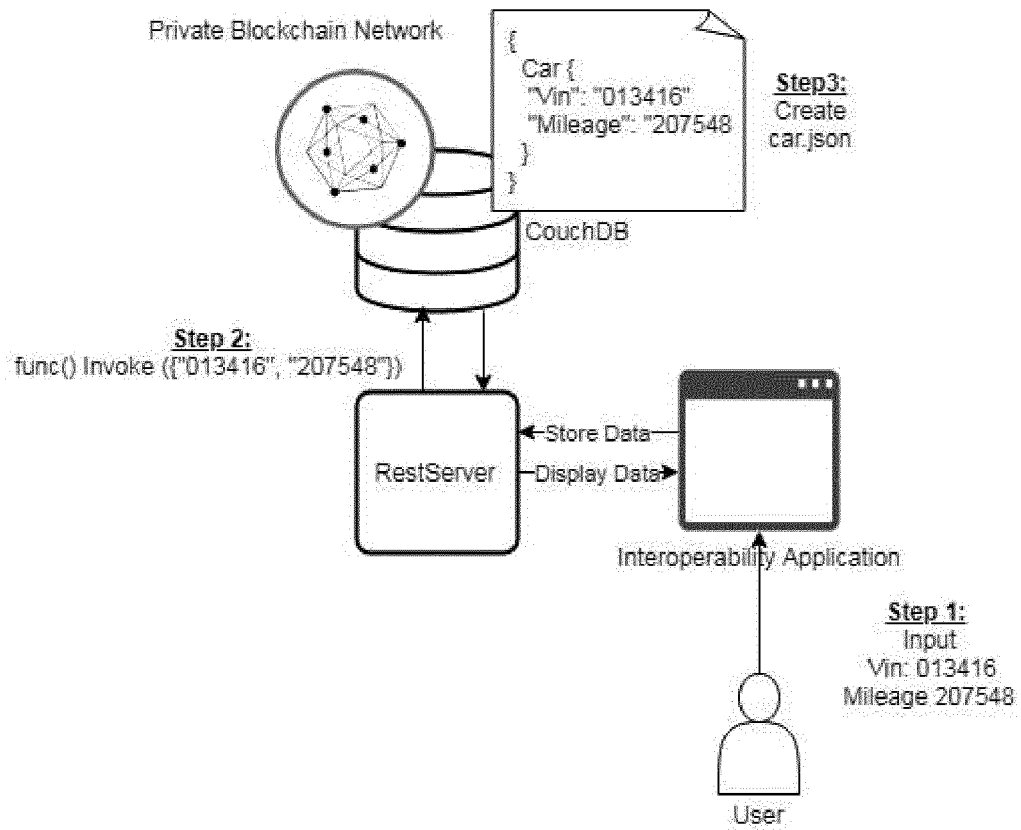 Private Blockchain Network
{
Car {
"Vin": "013416"
"Mileage": "207548
}
}
Step3:
Create
car.json
CouchDB
Step 2:
func() Invoke ({"013416", "207548"})
RestServer
Store Data
Display Data
Interoperability Application
Step 1:
Input
Vin: 013416
Mileage 207548
User